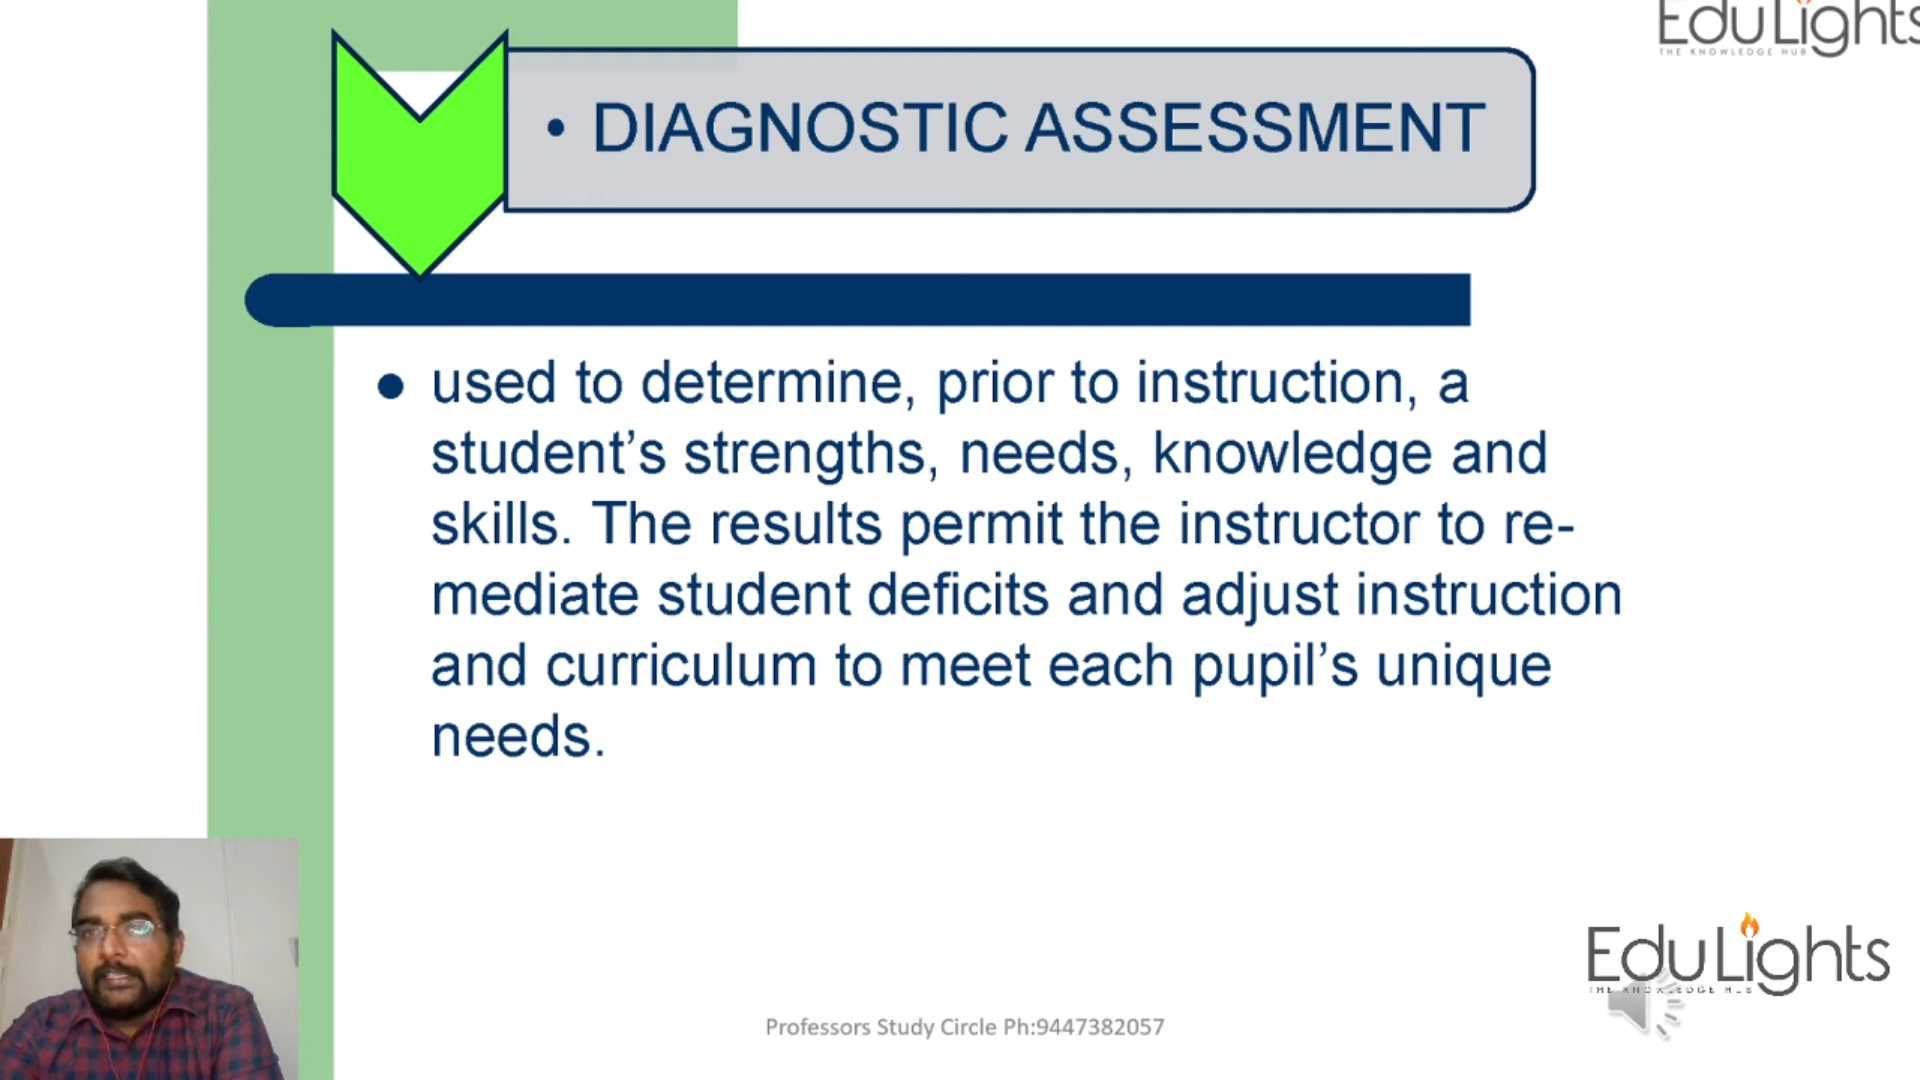 EduLights
THE KNOWLEDGE HUB
• DIAGNOSTIC ASSESSMENT
● used to determine, prior to instruction, a
student’s strengths, needs, knowledge and
skills. The results permit the instructor to re-
mediate student deficits and adjust instruction
and curriculum to meet each pupil’s unique
needs.
EduLights
THE KNOWLEDGE HUB
Professors Study Circle Ph:9447382057